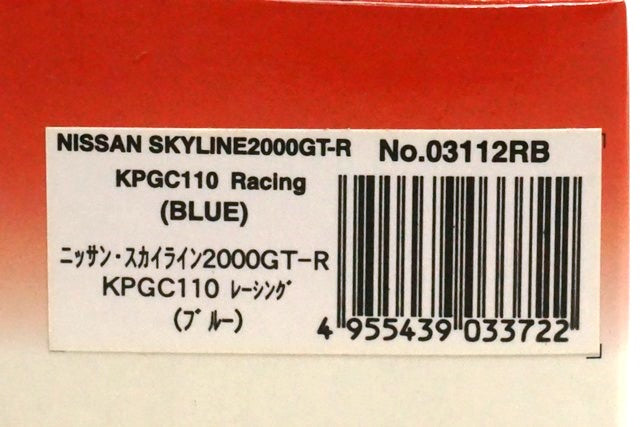 NISSAN SKYLINE2000GT-R No.03112RB
KPGC110 Racing
(BLUE)
ニッサン・スカイライン2000GT-R
KPGC110 レーシング
(ブルー)
4 955439 033722